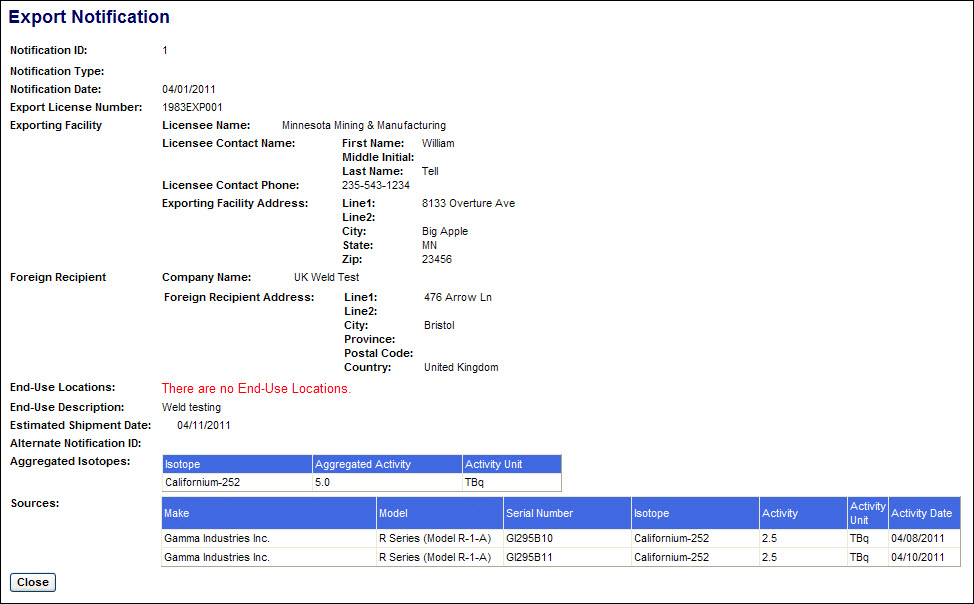 Export Notification
Notification ID: 1
Notification Type:
Notification Date: 04/01/2011
Export License Number: 1983EXP001
Exporting Facility Licensee Name: Minnesota Mining & Manufacturing
Licensee Contact Name: First Name: William
Middle Initial:
Last Name: Tell
Licensee Contact Phone: 235-543-1234
Exporting Facility Address: Line1: 8133 Overture Ave
Line2:
City: Big Apple
State: MN
Zip: 23456
Foreign Recipient Company Name: UK Weld Test
Foreign Recipient Address: Line1: 476 Arrow Ln
Line2:
City: Bristol
Province:
Postal Code:
Country: United Kingdom
End-Use Locations: There are no End-Use Locations.
End-Use Description: Weld testing
Estimated Shipment Date: 04/11/2011
Alternate Notification ID:
Aggregated Isotopes: Isotope Aggregated Activity Activity Unit
Californium-252 5.0 TBq
Sources: Make Model Serial Number Isotope Activity Activity Unit Activity Date
Gamma Industries Inc. R Series (Model R-1-A) GI295B10 Californium-252 2.5 TBq 04/08/2011
Gamma Industries Inc. R Series (Model R-1-A) GI295B11 Californium-252 2.5 TBq 04/10/2011
Close